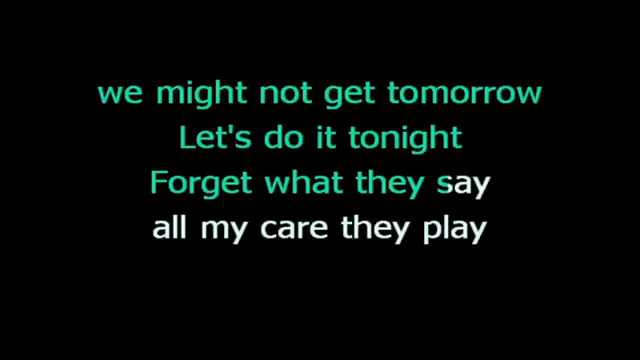 we might not get tomorrow
Let's do it tonight
Forget what they say
all my care they play